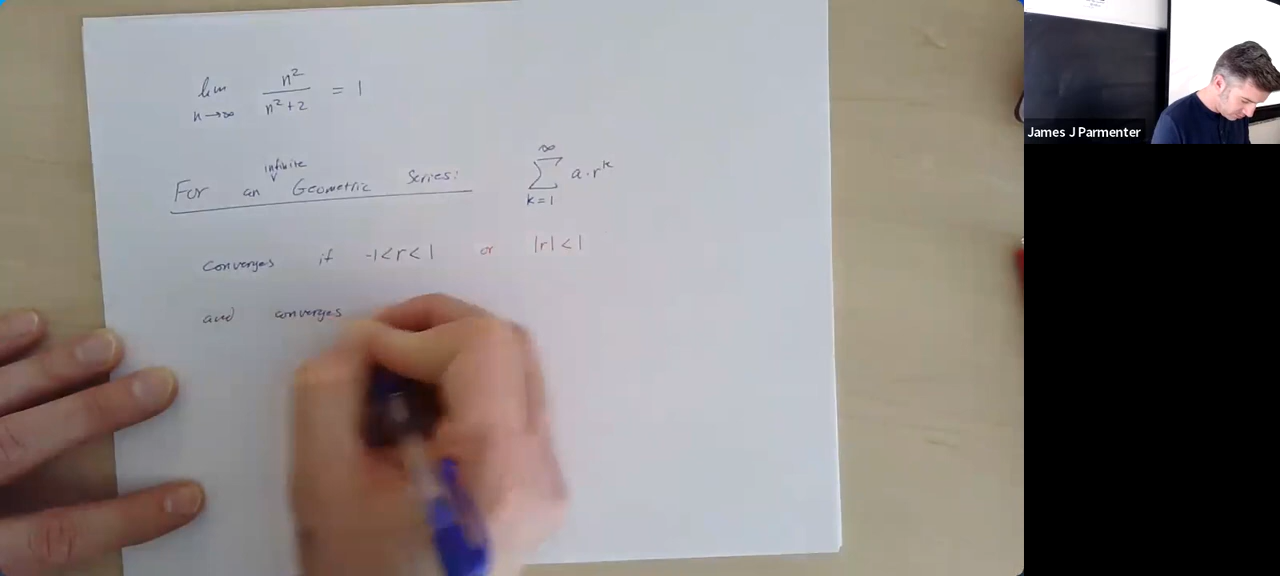 lim n→∞ n²/(n²+2) = 1
For an infinite Geometric Series: ∞ ∑ k=1 a·rᵏ
converges if -1<r<1 or |r|<1
and converges
James J Parmenter